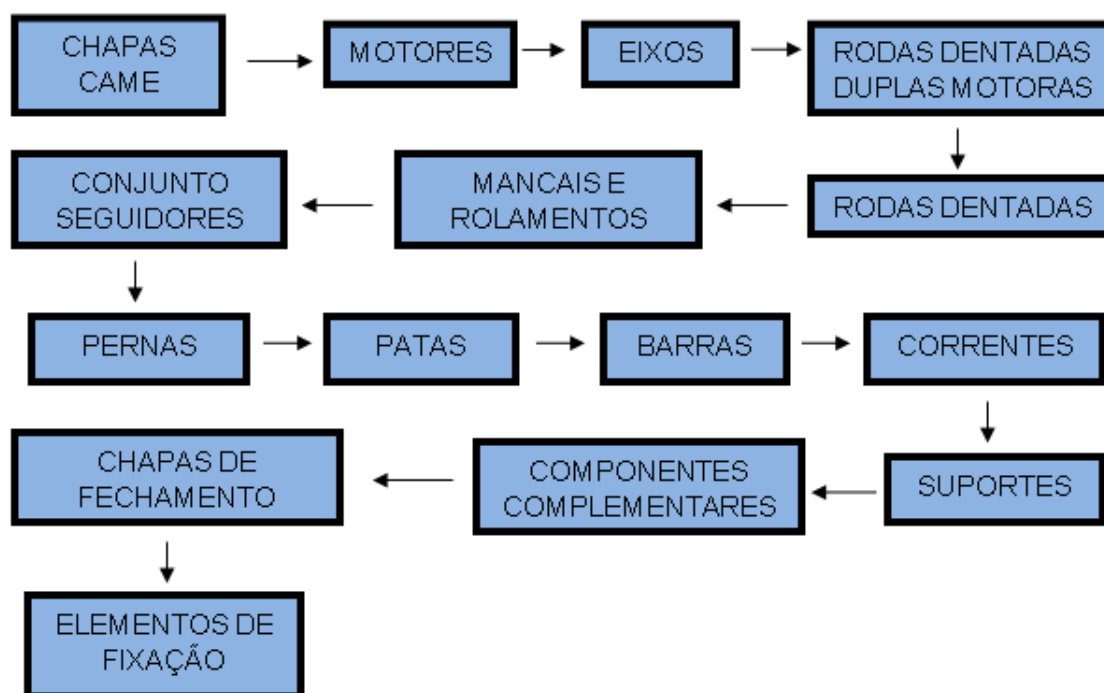 CHAPAS
CAME
MOTORES
EIXOS
RODAS DENTADAS
DUPLAS MOTORAS
RODAS DENTADAS
MANCAIS E
ROLAMENTOS
CONJUNTO
SEGUIDORES
PERNAS
PATAS
BARRAS
CORRENTES
SUPORTES
COMPONENTES
COMPLEMENTARES
CHAPAS DE
FECHAMENTO
ELEMENTOS DE
FIXAÇÃO